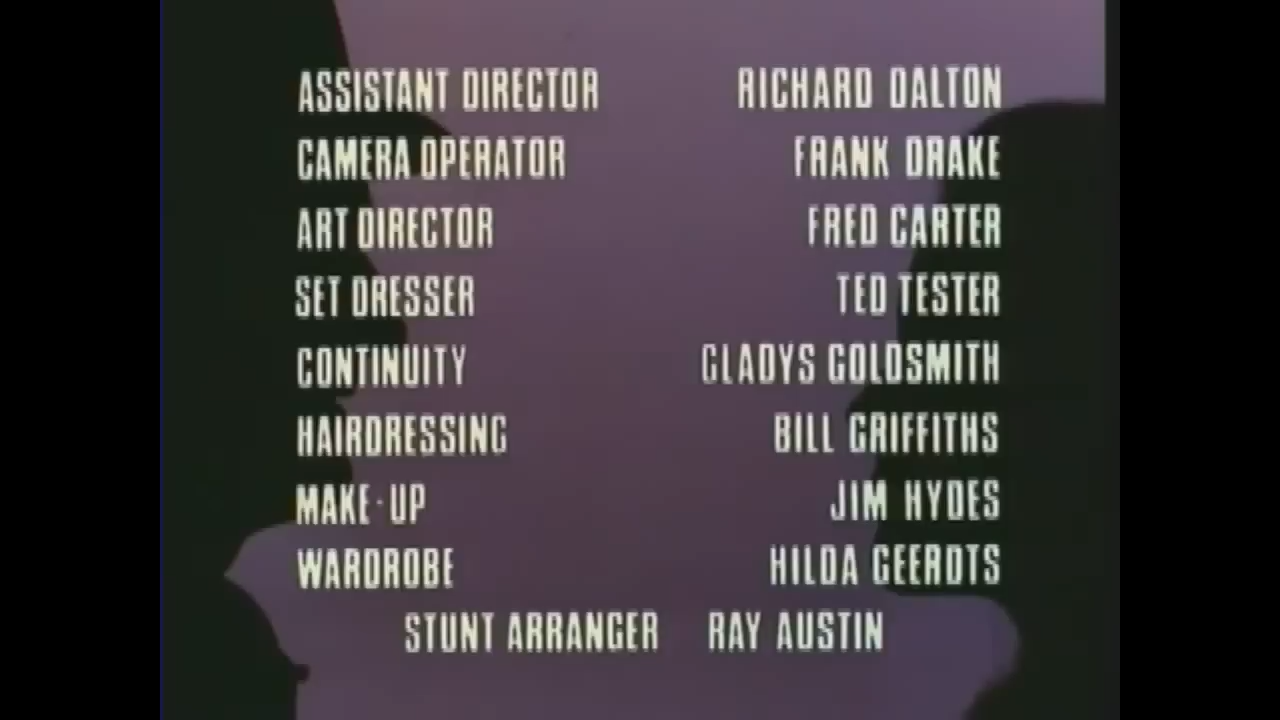 ASSISTANT DIRECTOR RICHARD DALTON
CAMERA OPERATOR FRANK DRAKE
ART DIRECTOR FRED CARTER
SET DRESSER TED TESTER
CONTINUITY GLADYS GOLDSMITH
HAIRDRESSING BILL GRIFFITHS
MAKE-UP JIM HYDES
WARDROBE HILDA GEERDTS
STUNT ARRANGER RAY AUSTIN